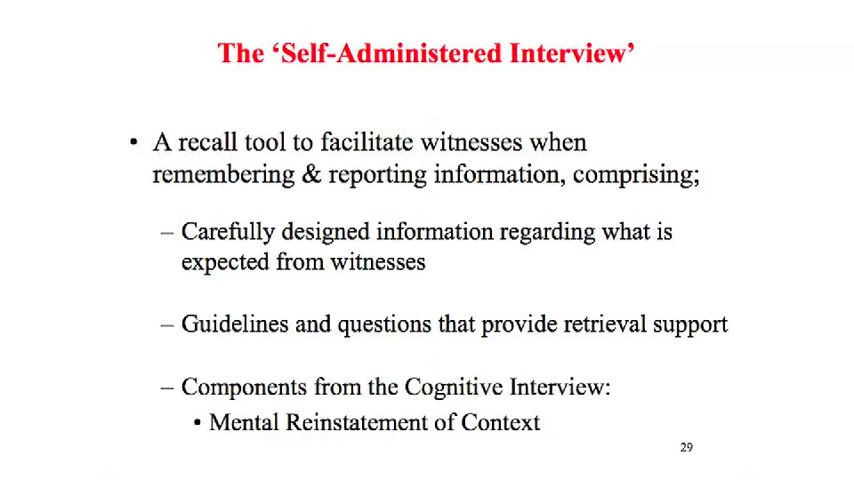 The ‘Self-Administered Interview’
• A recall tool to facilitate witnesses when
remembering & reporting information, comprising;
– Carefully designed information regarding what is
expected from witnesses
– Guidelines and questions that provide retrieval support
– Components from the Cognitive Interview:
• Mental Reinstatement of Context
29